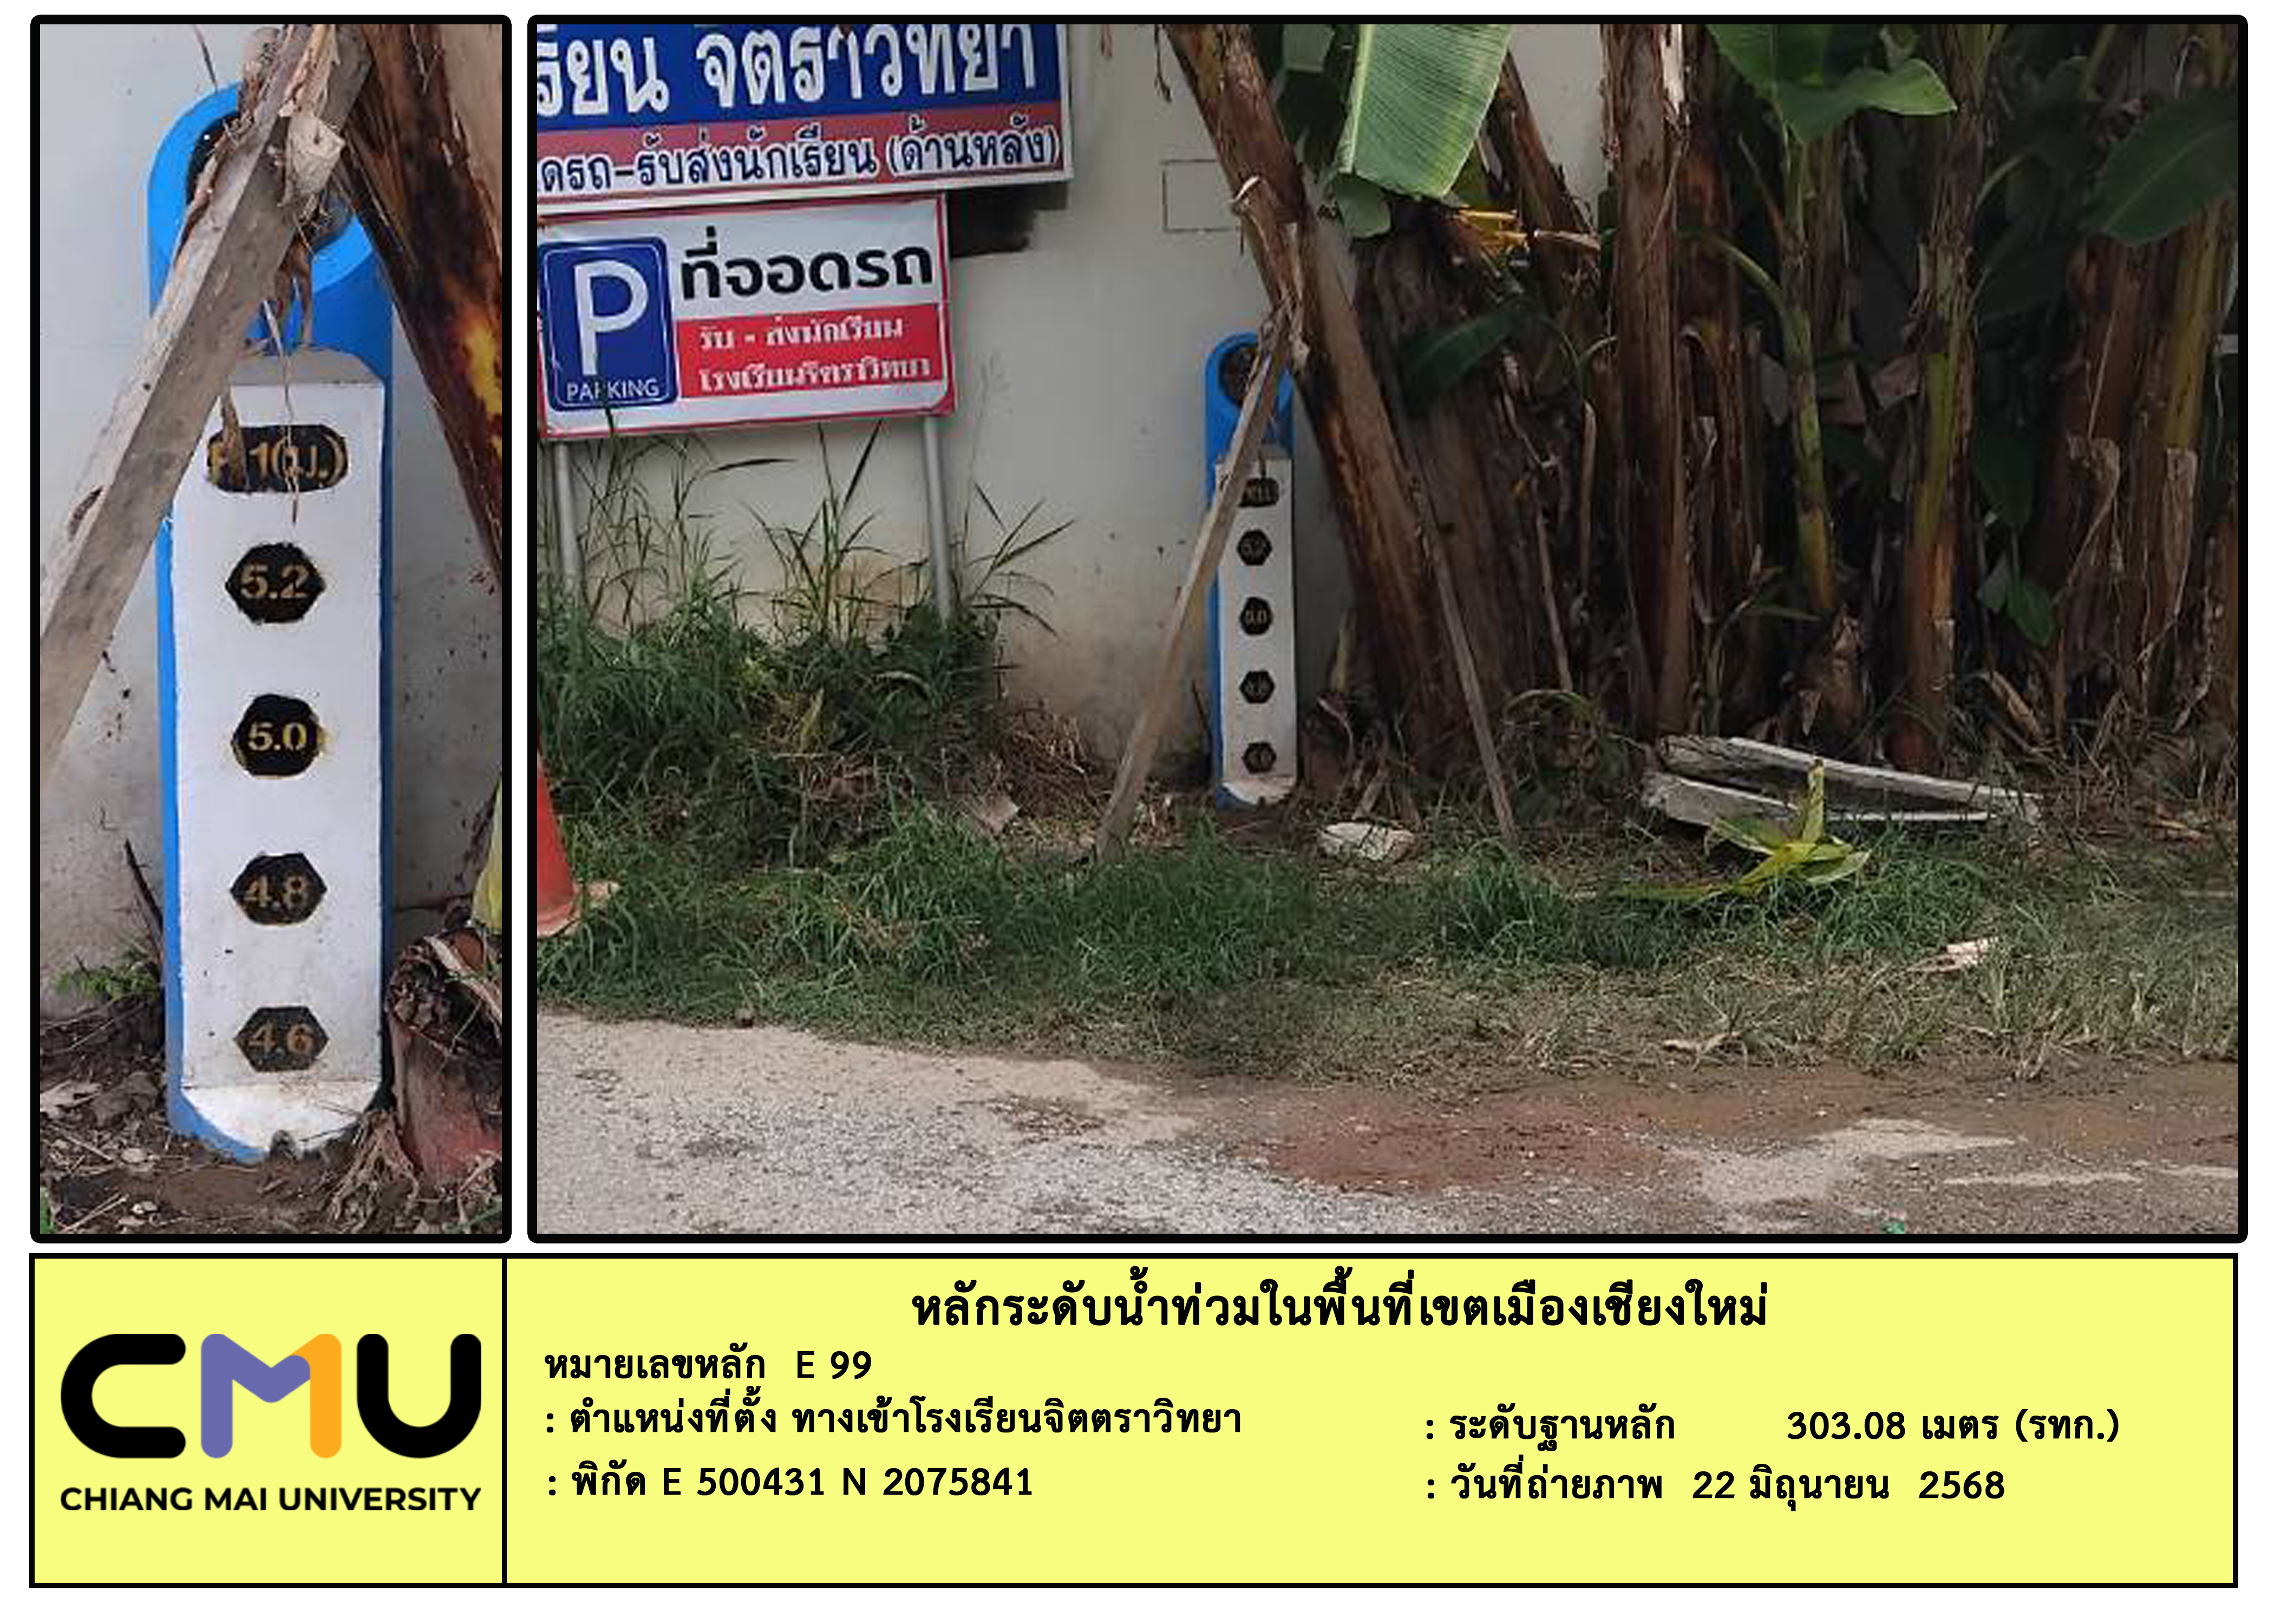 P.1(ม.)
5.2
5.0
4.8
4.6
รียน จิตราวิทยา
ดรถ-รับส่งนักเรียน (ด้านหลัง)
P ที่จอดรถ
รับ - ส่งนักเรียน
โรงเรียนจิตราวิทยา
PARKING
CMU
CHIANG MAI UNIVERSITY
หลักระดับน้ำท่วมในพื้นที่เขตเมืองเชียงใหม่
หมายเลขหลัก E 99
: ตำแหน่งที่ตั้ง ทางเข้าโรงเรียนจิตตราวิทยา
: ระดับฐานหลัก 303.08 เมตร (รทก.)
: พิกัด E 500431 N 2075841
: วันที่ถ่ายภาพ 22 มิถุนายน 2568